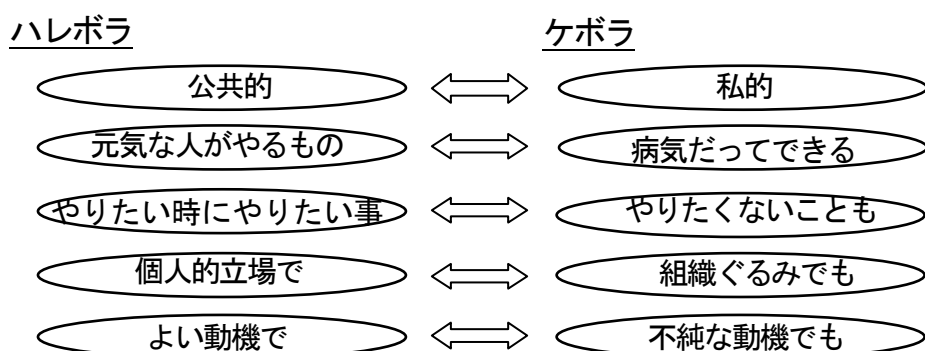 ハレボラ ケボラ
公共的 私的
元気な人がやるもの 病気だってできる
やりたい時にやりたい事 やりたくないことも
個人的立場で 組織ぐるみでも
よい動機で 不純な動機でも